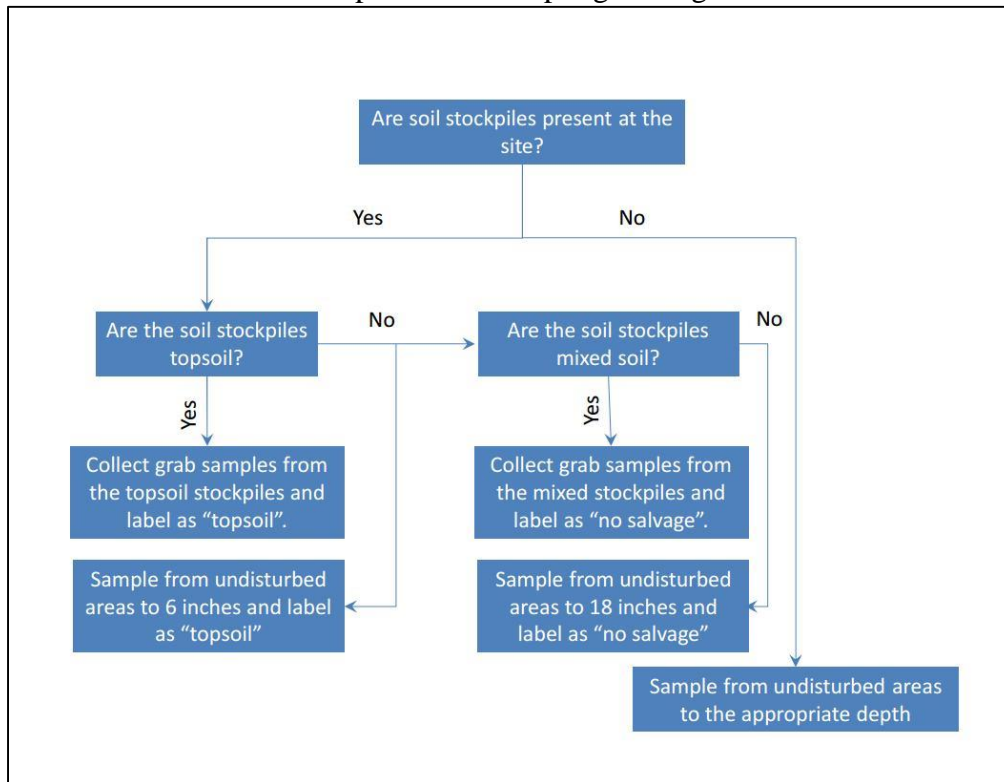 Are soil stockpiles present at the
site?
Yes
No
Are the soil stockpiles
topsoil?
No
Are the soil stockpiles
mixed soil?
No
Yes
Yes
Collect grab samples from
the topsoil stockpiles and
label as “topsoil”.
Collect grab samples from
the mixed stockpiles and
label as “no salvage”.
Sample from undisturbed
areas to 6 inches and label
as “topsoil”
Sample from undisturbed
areas to 18 inches and
label as “no salvage”
Sample from undisturbed areas
to the appropriate depth